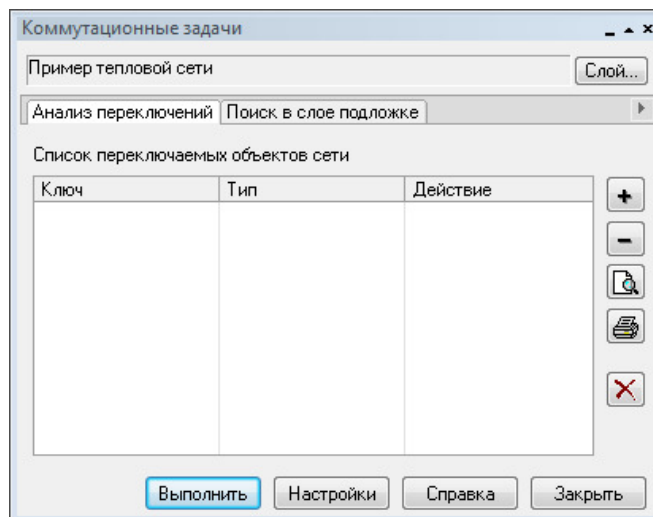 Коммутационные задачи
Пример тепловой сети Слой...
Анализ переключений Поиск в слое подложке
Список переключаемых объектов сети
Ключ Тип Действие
Выполнить Настройки Справка Закрыть